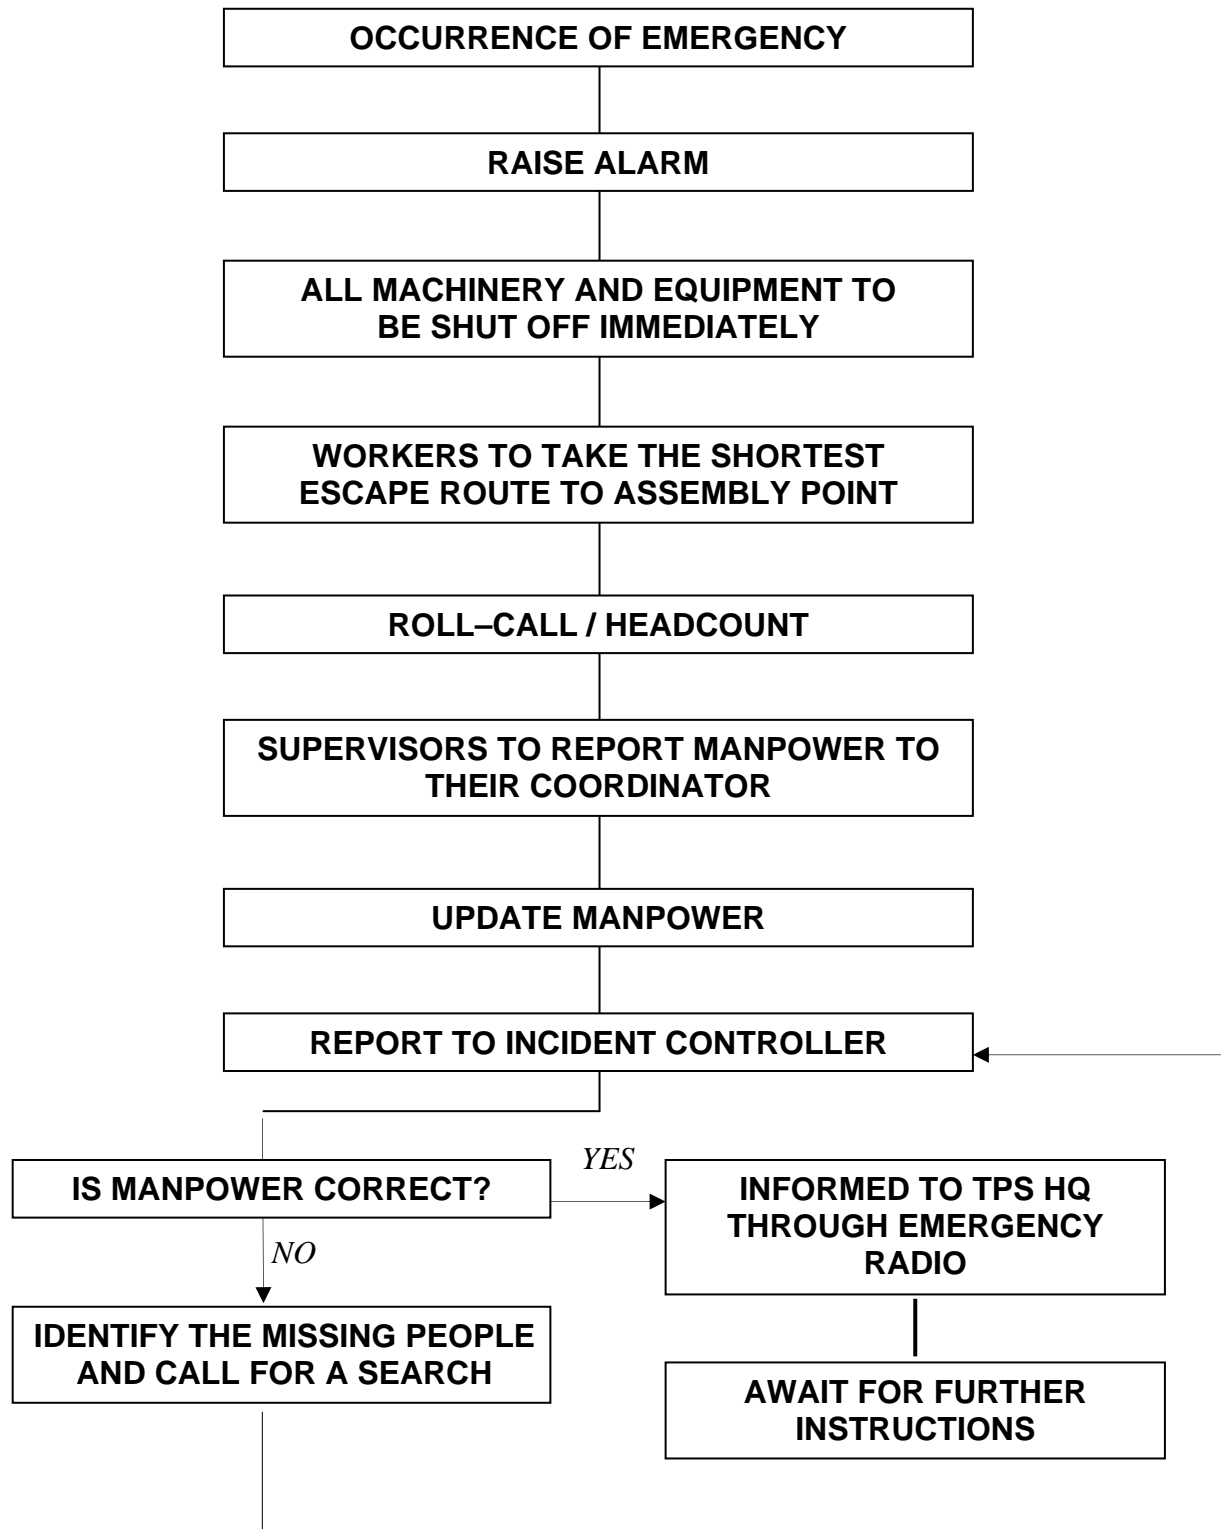 OCCURRENCE OF EMERGENCY
RAISE ALARM
ALL MACHINERY AND EQUIPMENT TO
BE SHUT OFF IMMEDIATELY
WORKERS TO TAKE THE SHORTEST
ESCAPE ROUTE TO ASSEMBLY POINT
ROLL–CALL / HEADCOUNT
SUPERVISORS TO REPORT MANPOWER TO
THEIR COORDINATOR
UPDATE MANPOWER
REPORT TO INCIDENT CONTROLLER
IS MANPOWER CORRECT?
YES
INFORMED TO TPS HQ
THROUGH EMERGENCY
RADIO
NO
IDENTIFY THE MISSING PEOPLE
AND CALL FOR A SEARCH
AWAIT FOR FURTHER
INSTRUCTIONS